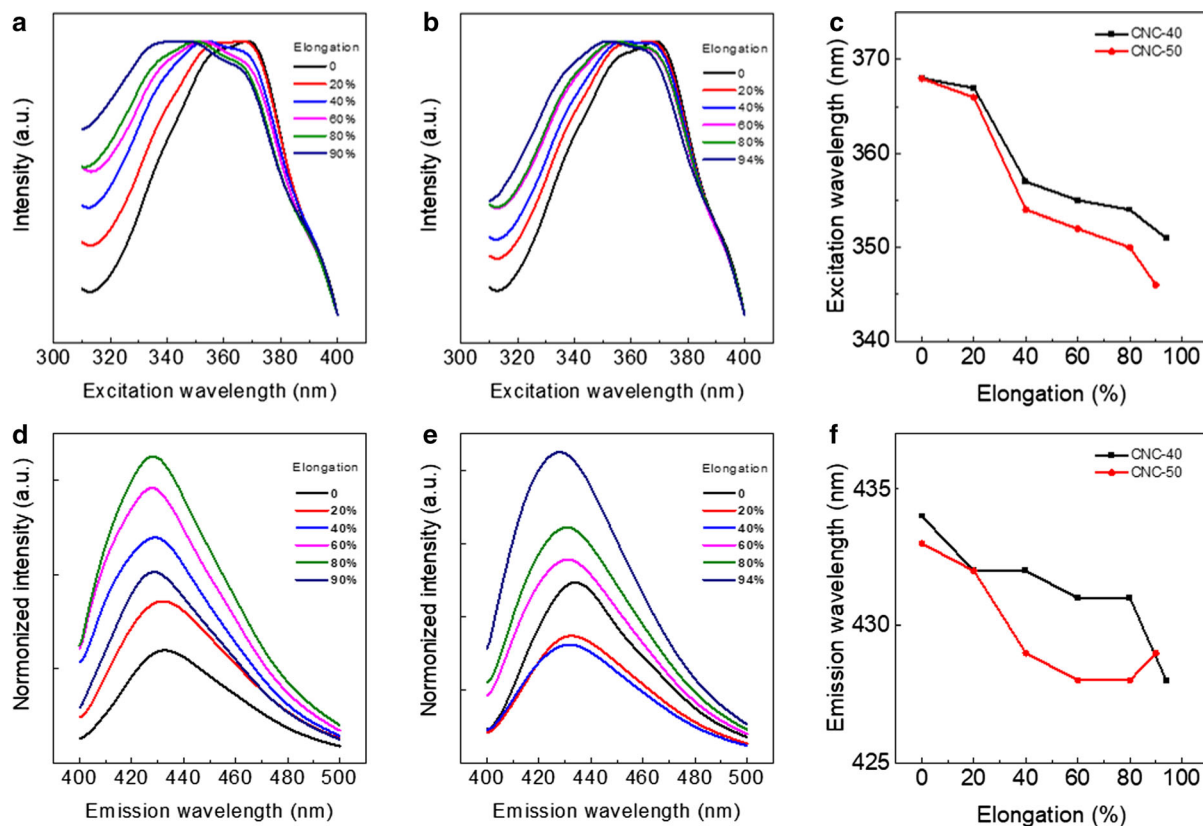 a
Intensity (a.u.)
Elongation
0
20%
40%
60%
80%
90%
300 320 340 360 380 400
Excitation wavelength (nm)
b
Intensity (a.u.)
Elongation
0
20%
40%
60%
80%
94%
300 320 340 360 380 400
Excitation wavelength (nm)
c
Excitation wavelength (nm)
CNC-40
CNC-50
370
360
350
340
0 20 40 60 80 100
Elongation (%)
d
Normonized intensity (a.u.)
Elongation
0
20%
40%
60%
80%
90%
400 420 440 460 480 500
Emission wavelength (nm)
e
Normonized intensity (a.u.)
Elongation
0
20%
40%
60%
80%
94%
400 420 440 460 480 500
Emission wavelength (nm)
f
Emission wavelength (nm)
CNC-40
CNC-50
435
430
425
0 20 40 60 80 100
Elongation (%)